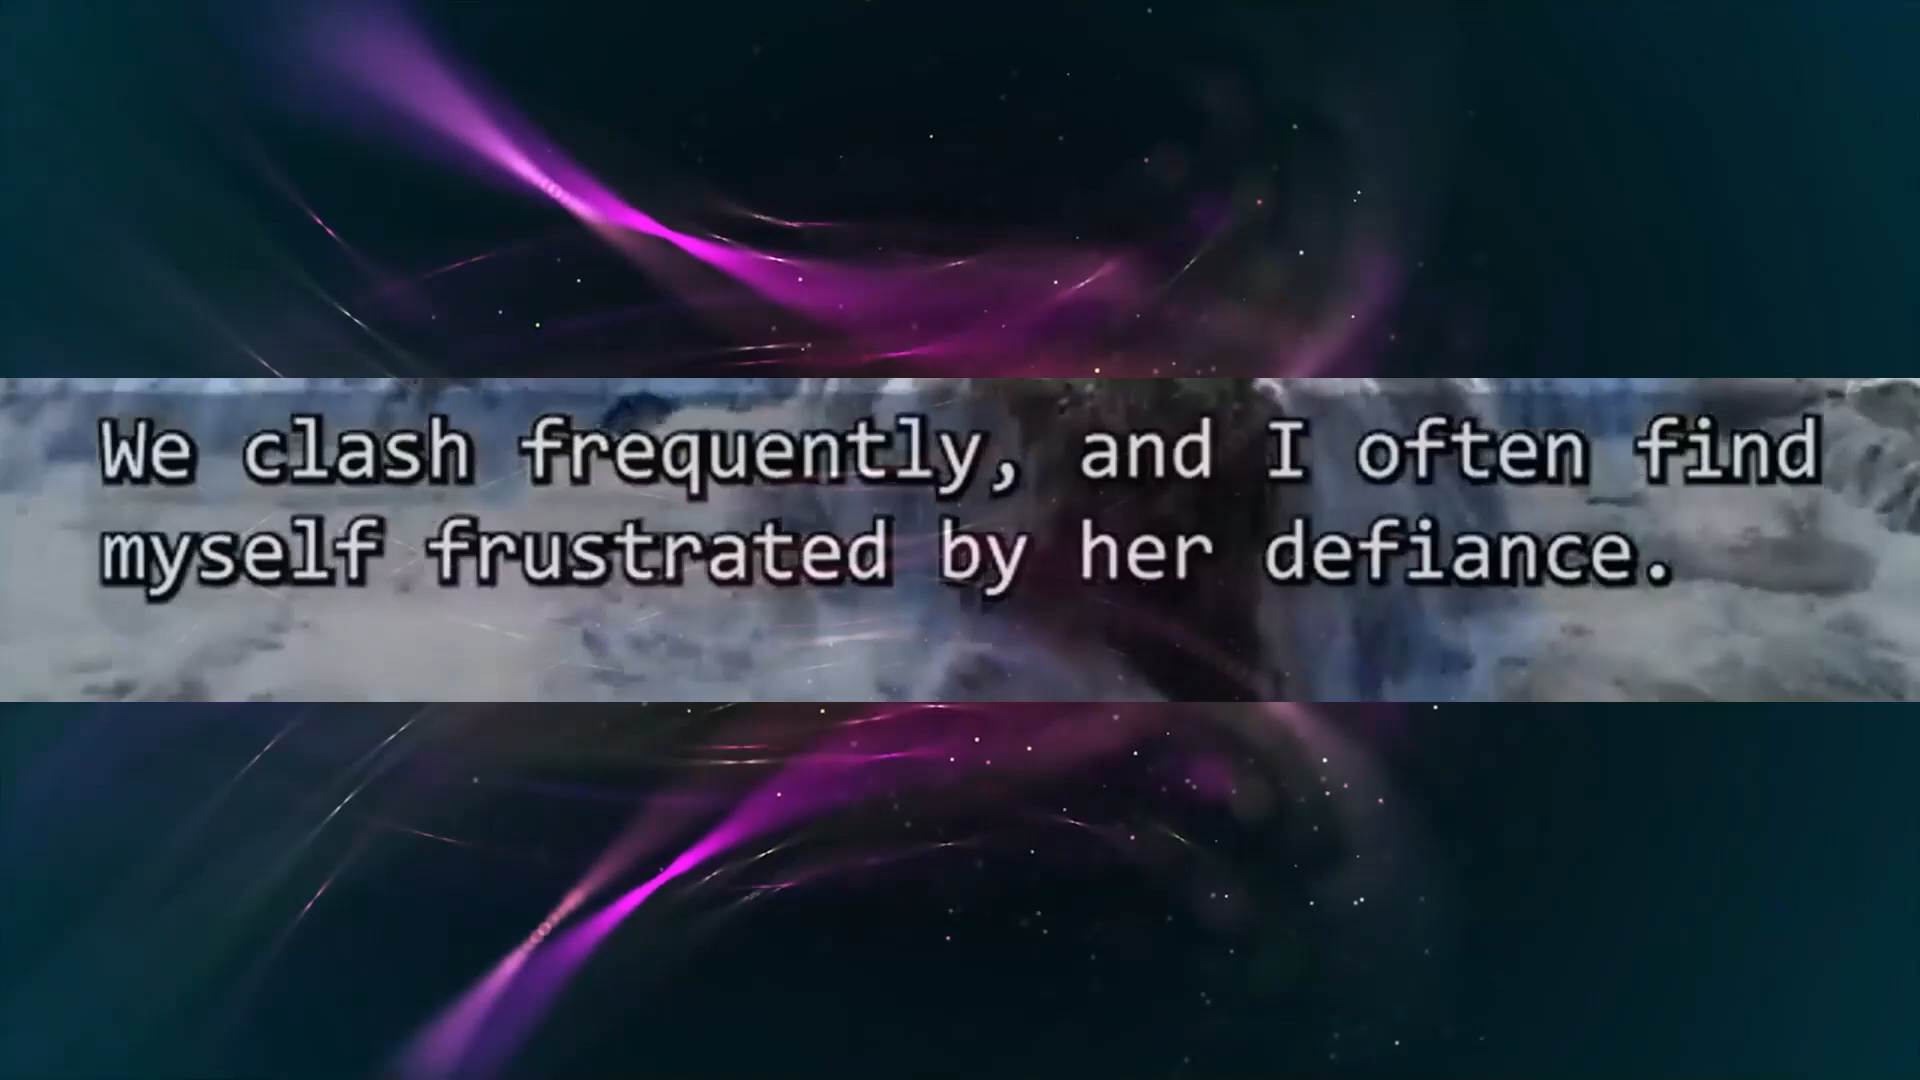 We clash frequently, and I often find
myself frustrated by her defiance.